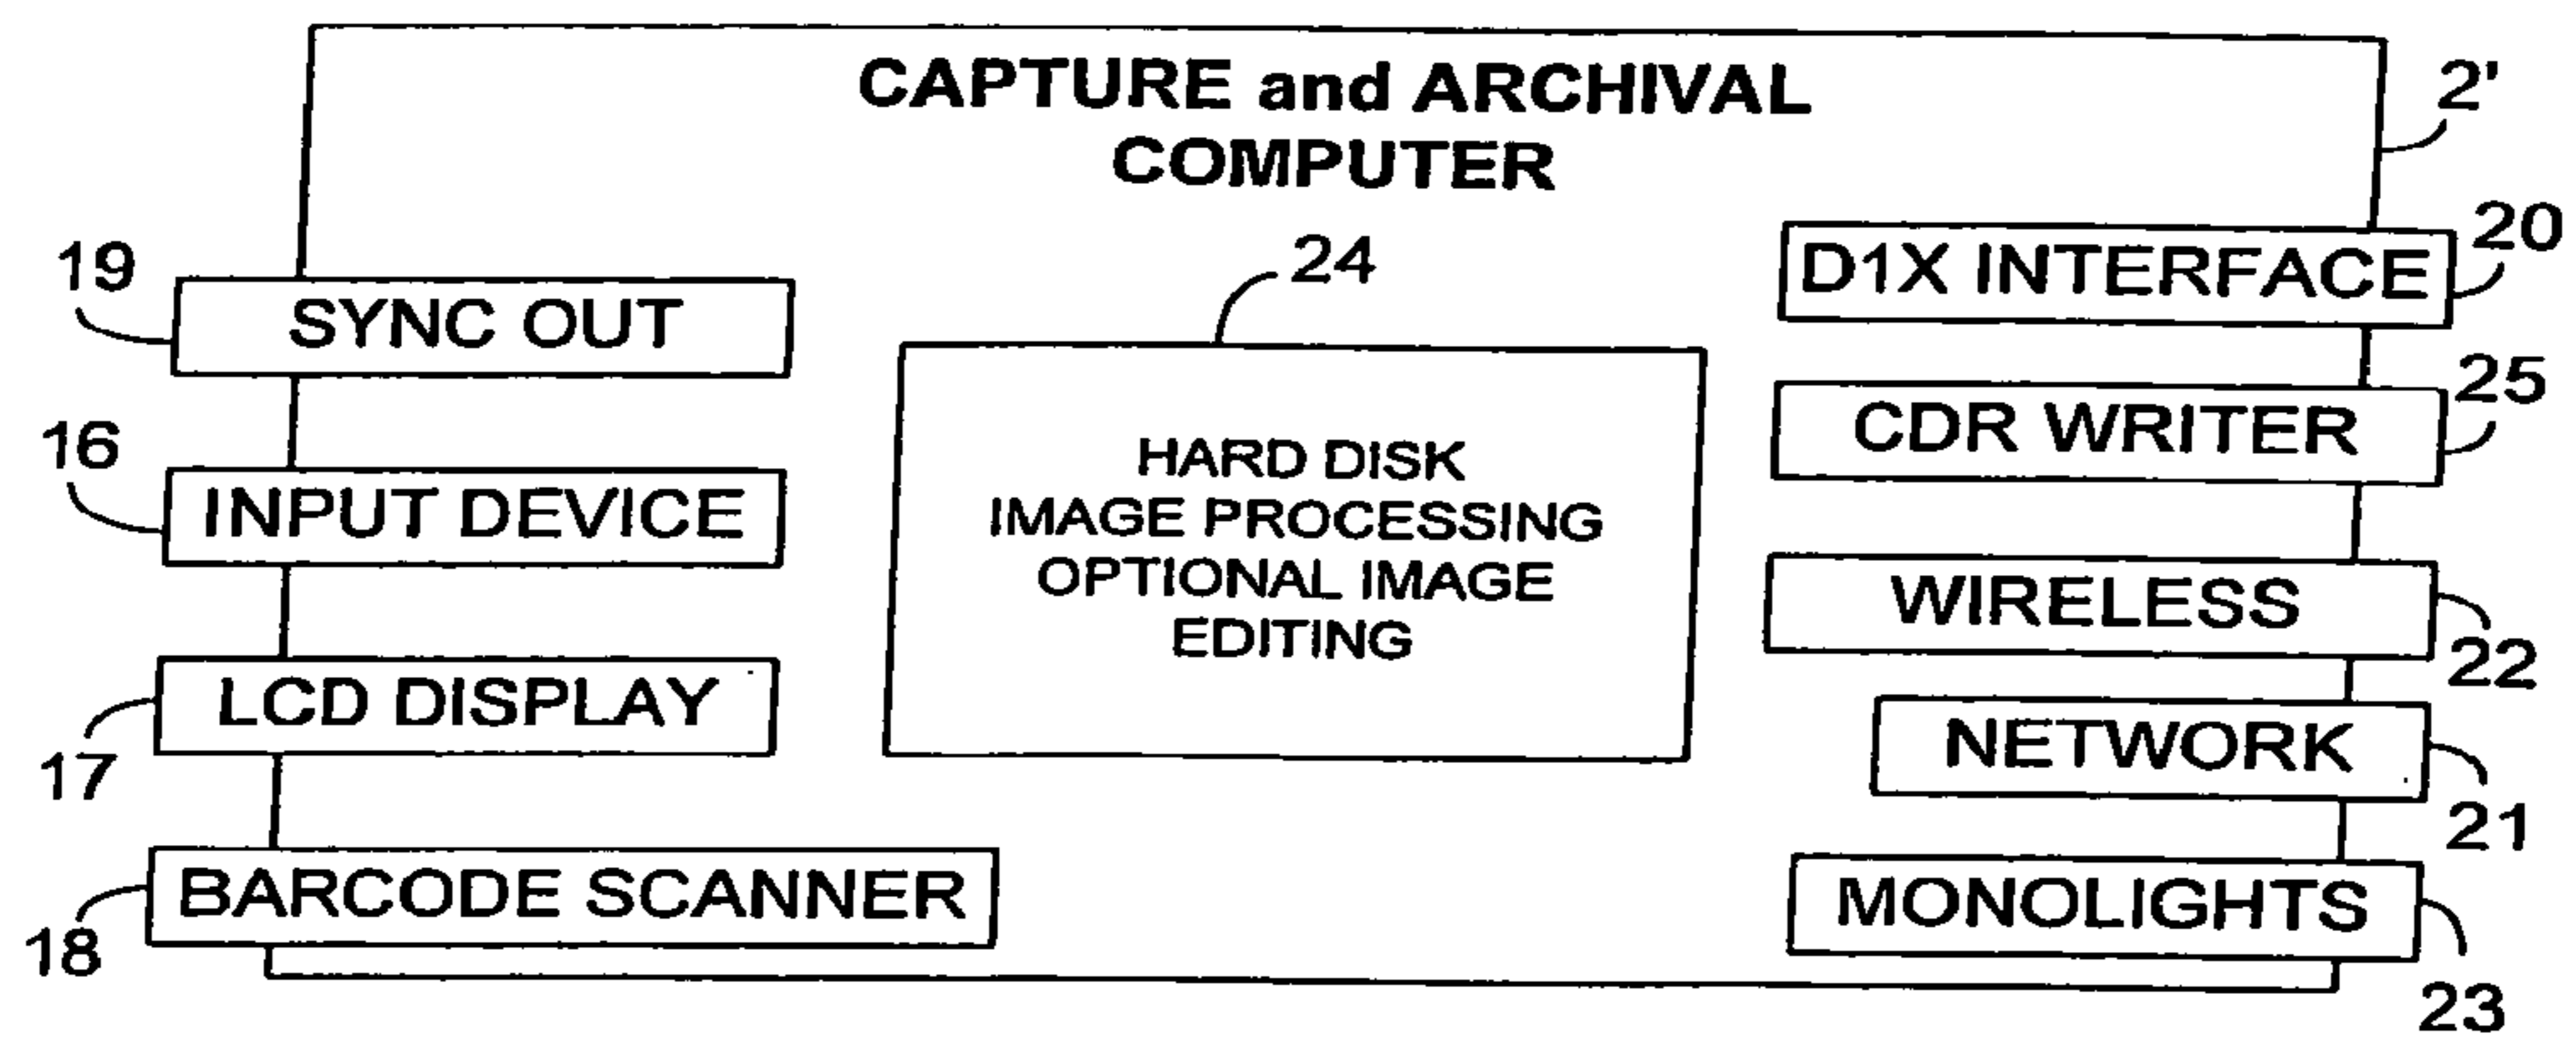 CAPTURE and ARCHIVAL
COMPUTER
2'
19
SYNC OUT
16
INPUT DEVICE
LCD DISPLAY
17
BARCODE SCANNER
18
24
HARD DISK
IMAGE PROCESSING
OPTIONAL IMAGE
EDITING
20
D1X INTERFACE
25
CDR WRITER
WIRELESS
22
NETWORK
21
MONOLIGHTS
23